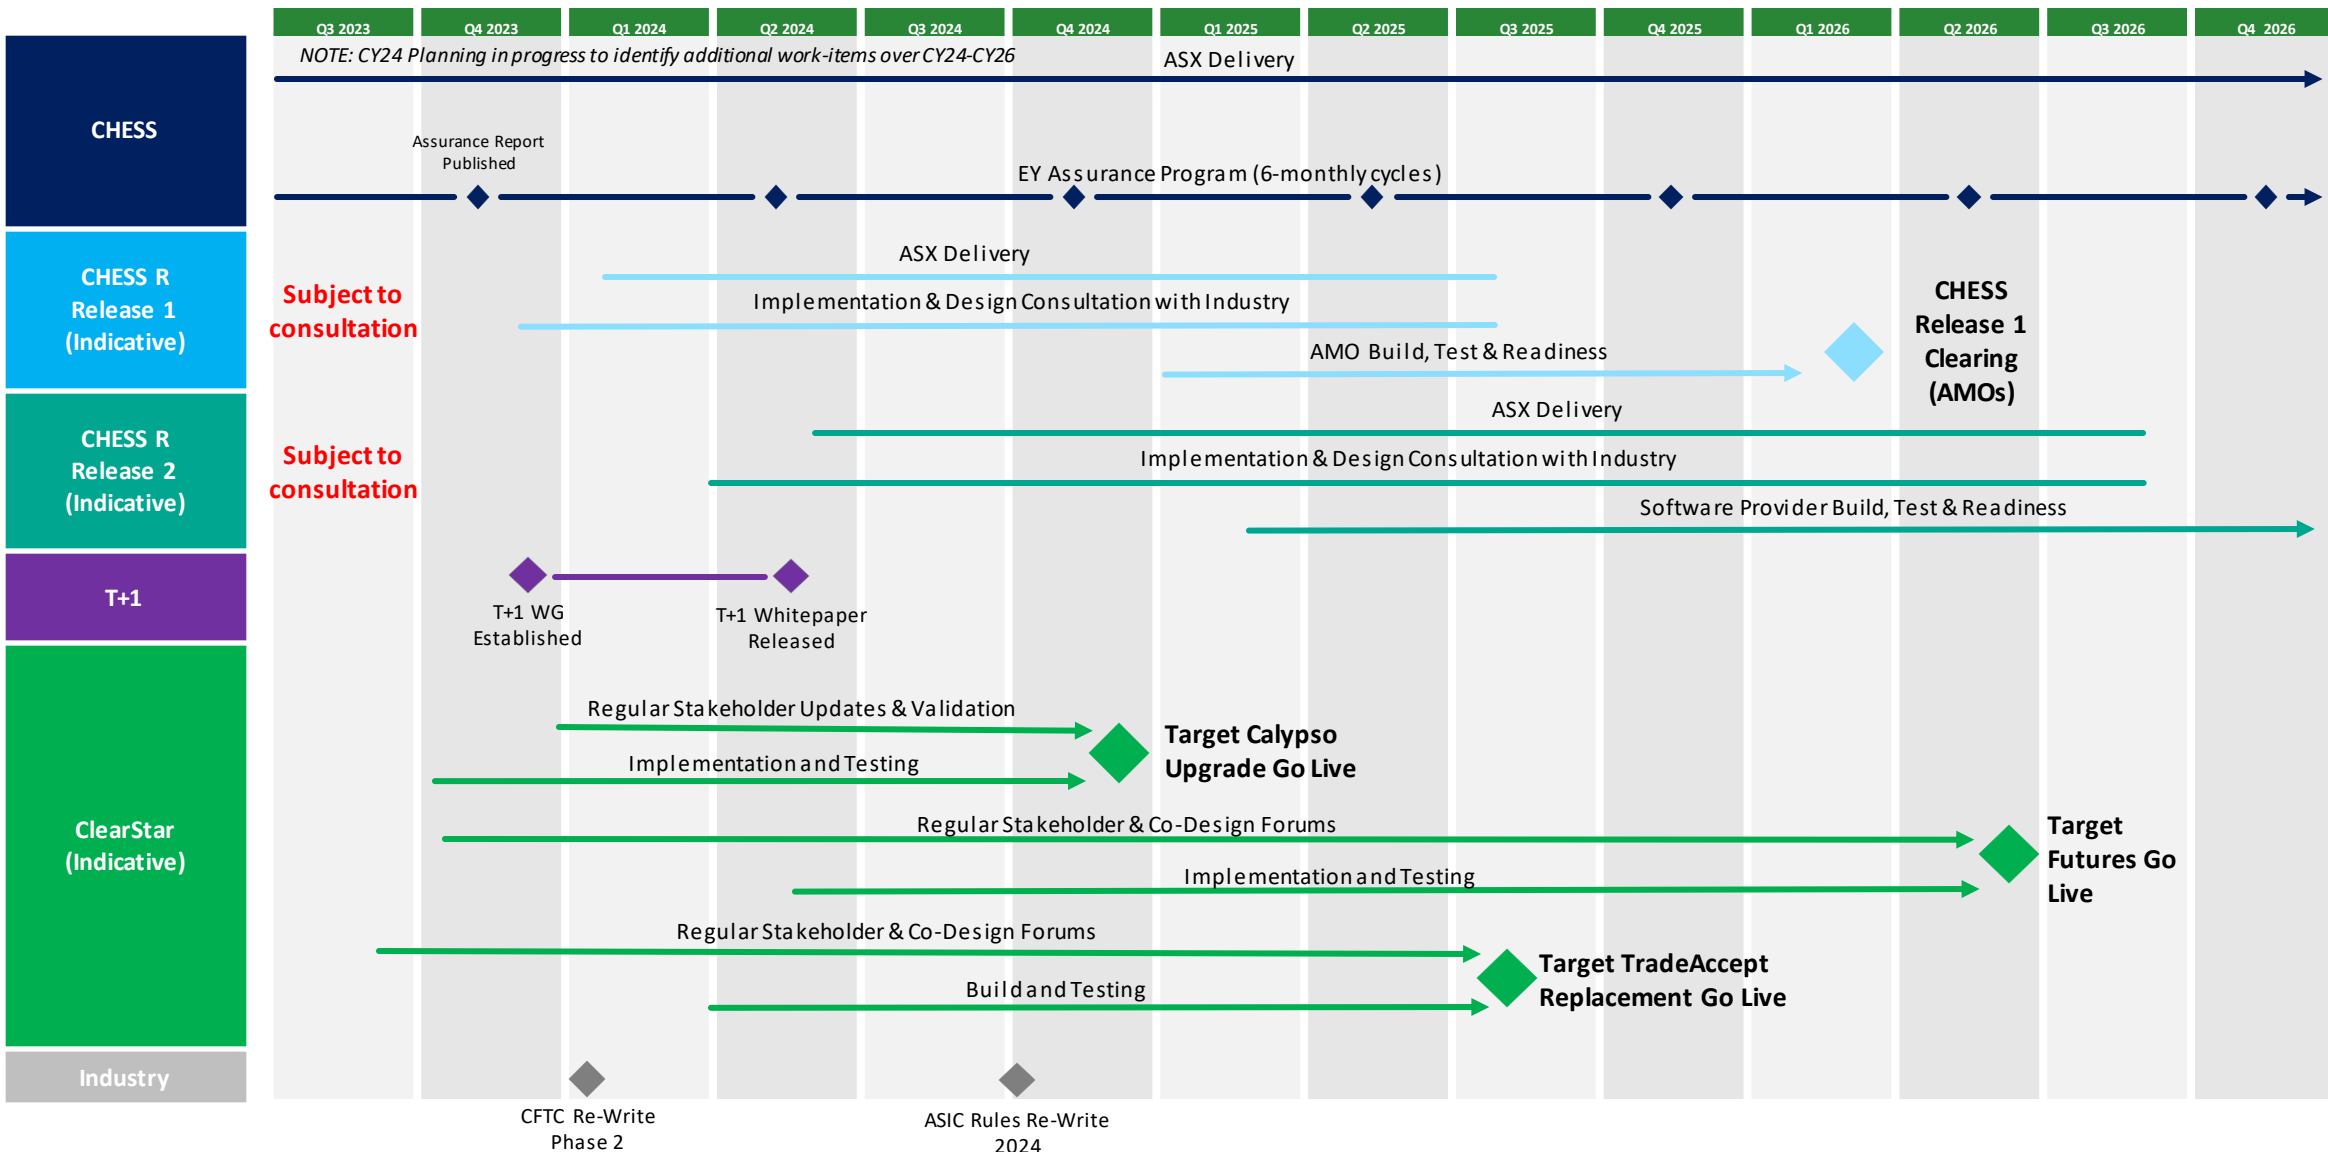 Q3 2023
Q4 2023
Q1 2024
Q2 2024
Q3 2024
Q4 2024
Q1 2025
Q2 2025
Q3 2025
Q4 2025
Q1 2026
Q2 2026
Q3 2026
Q4 2026
CHESS
NOTE: CY24 Planning in progress to identify additional work-items over CY24-CY26
ASX Delivery
Assurance Report
Published
EY Assurance Program (6-monthly cycles)
CHESS R
Release 1
(Indicative)
Subject to
consultation
ASX Delivery
Implementation & Design Consultation with Industry
AMO Build, Test & Readiness
CHESS
Release 1
Clearing
(AMOs)
CHESS R
Release 2
(Indicative)
Subject to
consultation
ASX Delivery
Implementation & Design Consultation with Industry
Software Provider Build, Test & Readiness
T+1
T+1 WG
Established
T+1 Whitepaper
Released
ClearStar
(Indicative)
Regular Stakeholder Updates & Validation
Implementation and Testing
Target Calypso
Upgrade Go Live
Regular Stakeholder & Co-Design Forums
Implementation and Testing
Target
Futures Go
Live
Regular Stakeholder & Co-Design Forums
Build and Testing
Target TradeAccept
Replacement Go Live
Industry
CFTC Re-Write
Phase 2
ASIC Rules Re-Write
2024